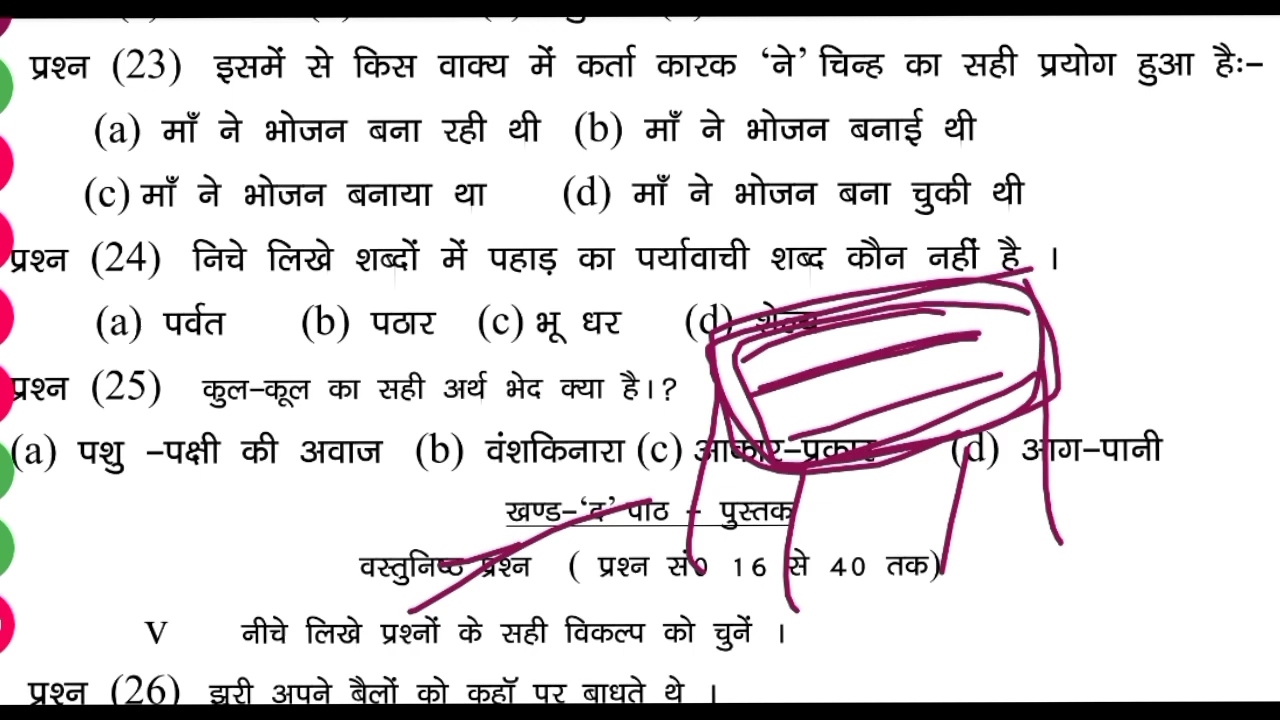 प्रश्न (23) इसमें से किस वाक्य में कर्ता कारक ‘ने’ चिन्ह का सही प्रयोग हुआ हैः–
(a) माँ ने भोजन बना रही थी (b) माँ ने भोजन बनाई थी
(c) माँ ने भोजन बनाया था (d) माँ ने भोजन बना चुकी थी
प्रश्न (24) निचे लिखे शब्दों में पहाड़ का पर्यावाची शब्द कौन नहीं है ।
(a) पर्वत (b) पठार (c) भू धर (d)
प्रश्न (25) कुल–कूल का सही अर्थ भेद क्या है।?
(a) पशु –पक्षी की अवाज (b) वंशकिनारा (c) आकार–प्रकार (d) आग–पानी
खण्ड–‘द’ पाठ – पुस्तक
वस्तुनिष्ठ प्रश्न ( प्रश्न सं0 16 से 40 तक)
V नीचे लिखे प्रश्नों के सही विकल्प को चुनें ।
प्रश्न (26) झूरी अपने बैलों को कहॉ पर बाधते थे ।